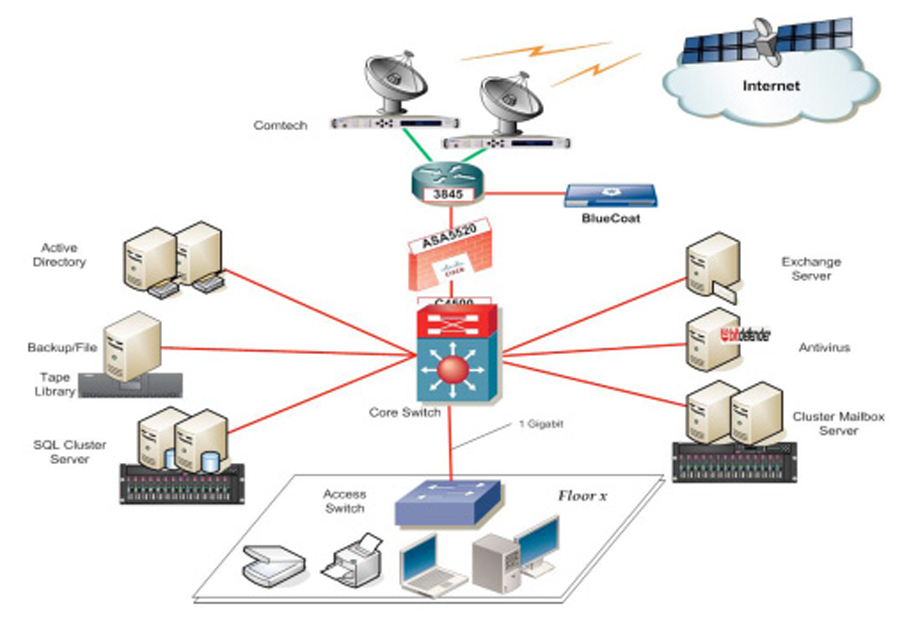 Internet
Comtech
3845
BlueCoat
ASA5520
CISCO
C4500
Active
Directory
Exchange
Server
Backup/File
bitdefender
Antivirus
Tape
Library
Core Switch
Cluster Mailbox
Server
1 Gigabit
SQL Cluster
Server
Access
Switch
Floor x